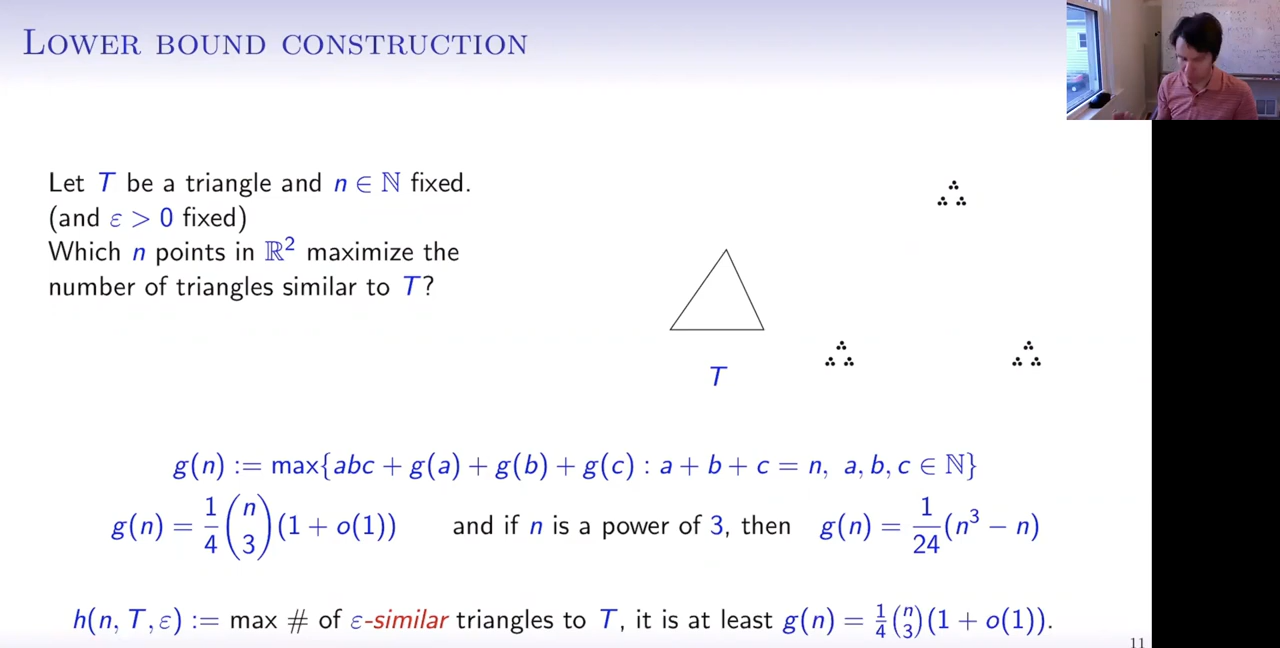 Lower bound construction
Let T be a triangle and n ∈ ℕ fixed.
(and ε > 0 fixed)
Which n points in ℝ² maximize the
number of triangles similar to T?
T
g(n) := max{abc + g(a) + g(b) + g(c) : a + b + c = n, a, b, c ∈ ℕ}
g(n) = 1/4 (n 3) (1 + o(1)) and if n is a power of 3, then g(n) = 1/24 (n³ − n)
h(n, T, ε) := max # of ε-similar triangles to T, it is at least g(n) = 1/4 (n 3)(1 + o(1)).
11